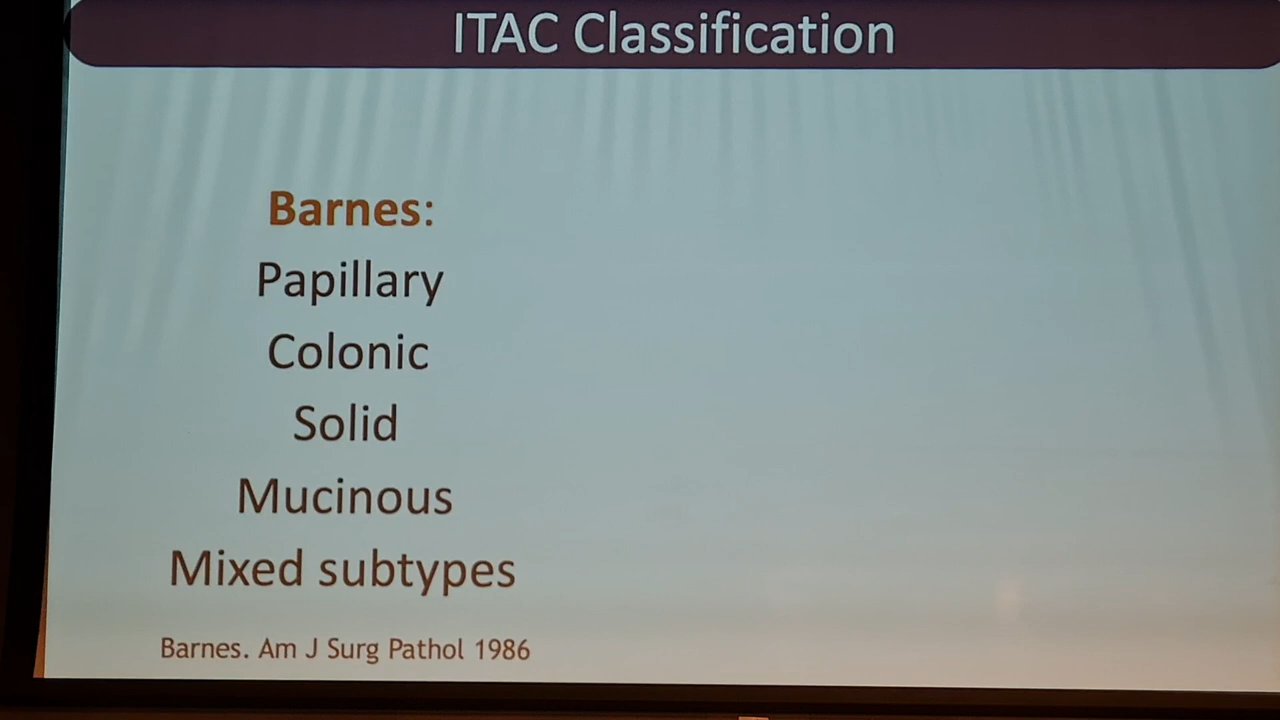 ITAC Classification
Barnes:
Papillary
Colonic
Solid
Mucinous
Mixed subtypes
Barnes. Am J Surg Pathol 1986